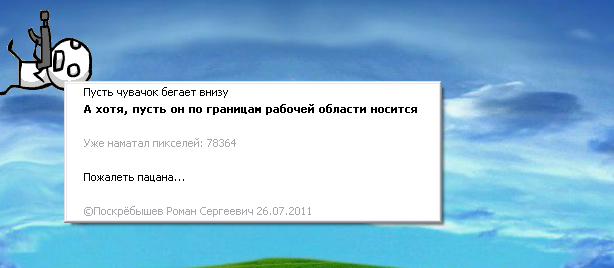 Пусть чувачок бегает внизу
А хотя, пусть он по границам рабочей области носится
Уже наматал пикселей: 78364
Пожалеть пацана...
©Поскрёбышев Роман Сергеевич 26.07.2011